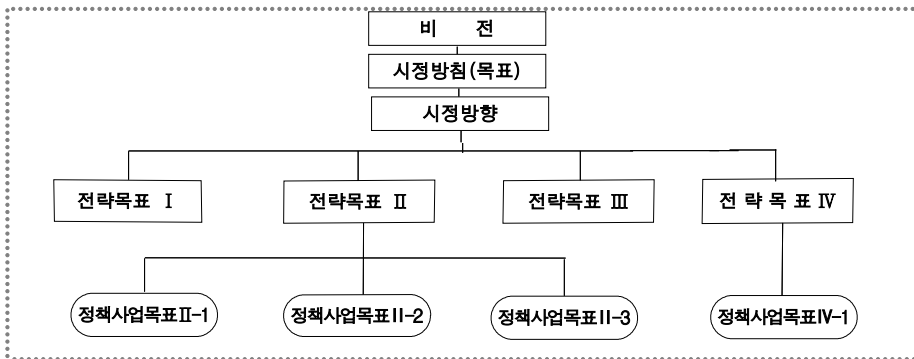 비 전
시정방침(목표)
시정방향
전략목표 Ⅰ
전략목표 Ⅱ
전략목표 Ⅲ
전 략 목 표 Ⅳ
정책사업목표Ⅱ-1
정책사업목표II-2
정책사업목표II-3
정책사업목표IV-1